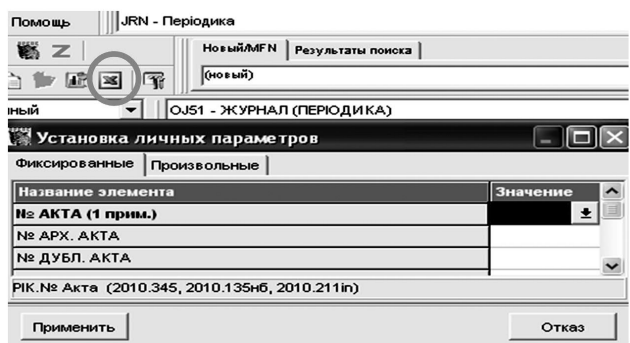 Помощь JRN - Періодика
Новый/MFN Результаты поиска
(новый)
нный OJ51 - ЖУРНАЛ (ПЕРІОДИКА)
Установка личных параметров
Фиксированные Произвольные
Название элемента Значение
№ АКТА (1 прим.)
№ АРХ. АКТА
№ ДУБЛ. АКТА
РІК.№ Акта (2010.345, 2010.135нб, 2010.211in)
Применить Отказ